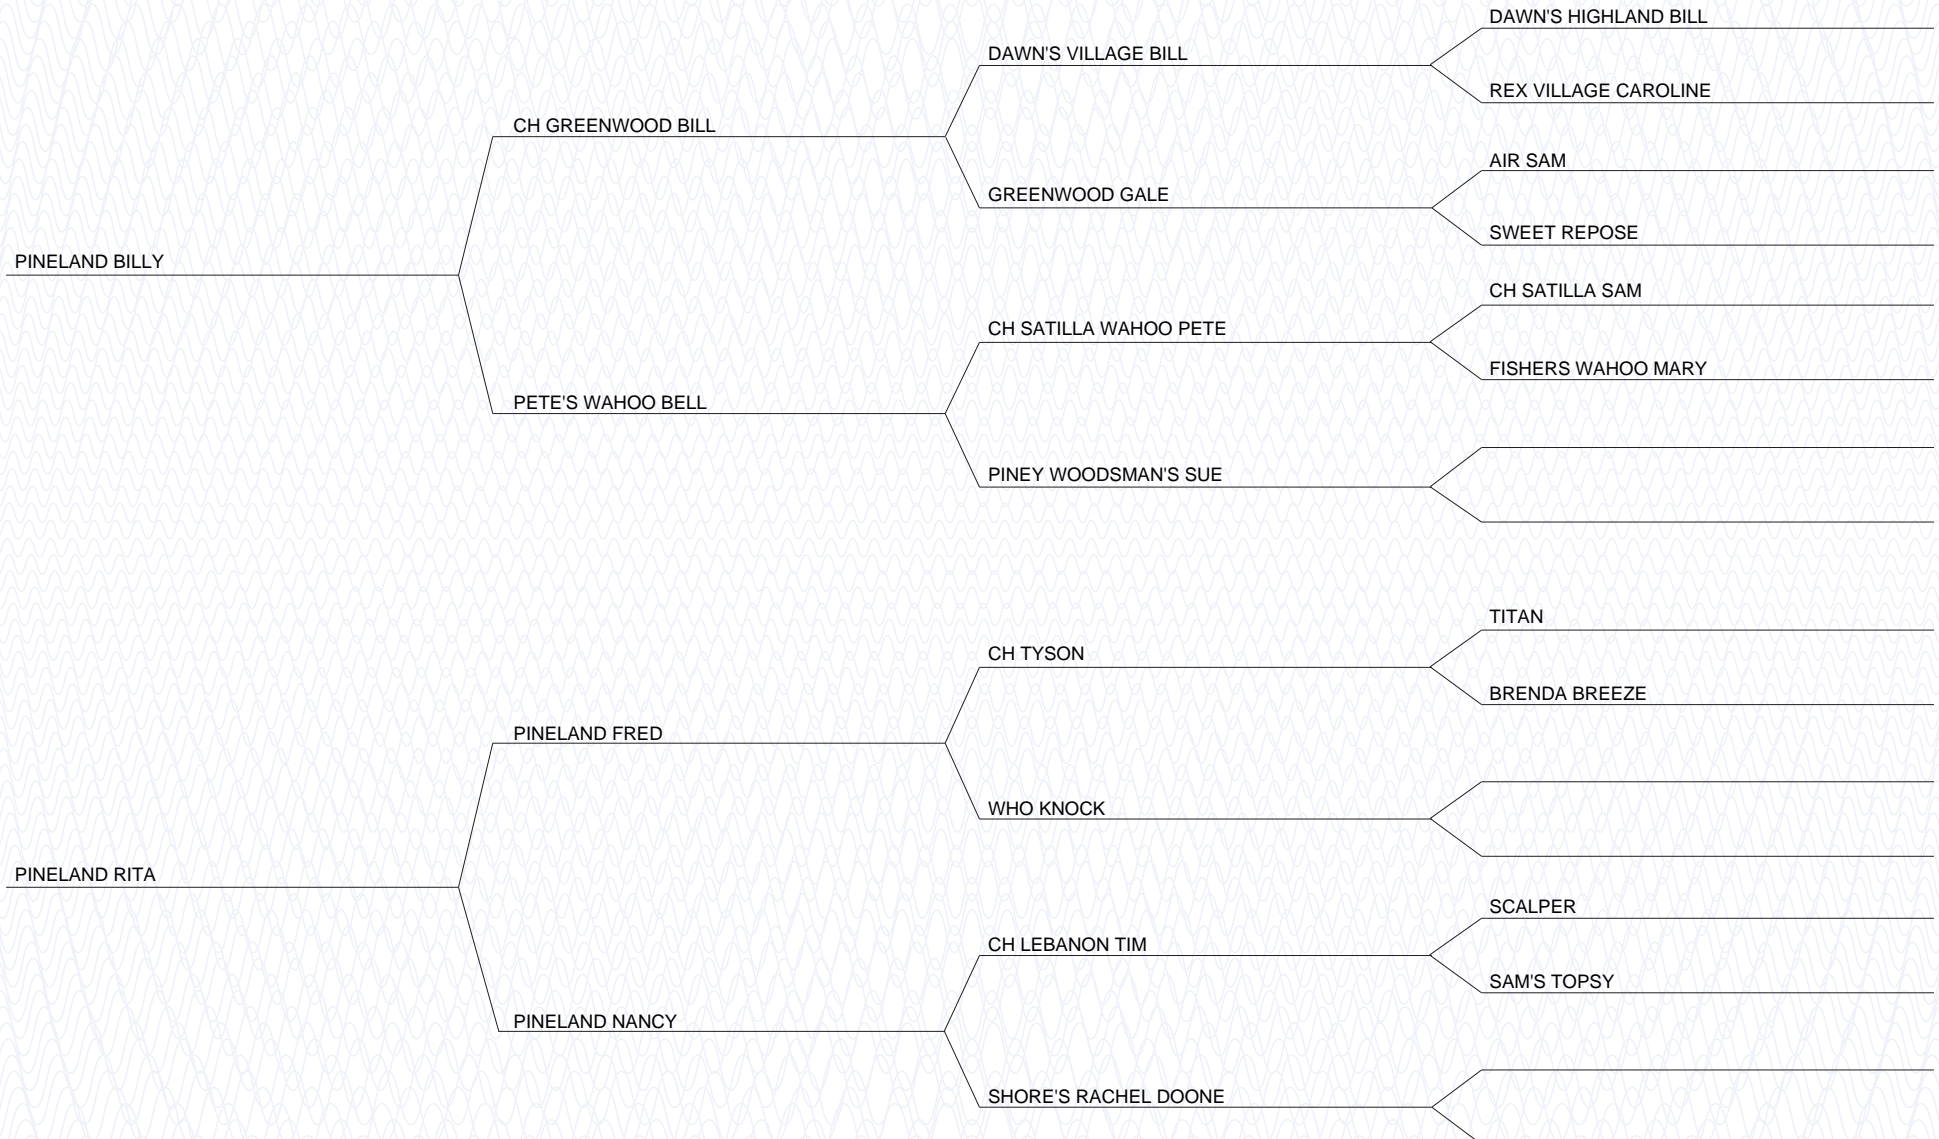 DAWN'S HIGHLAND BILL
DAWN'S VILLAGE BILL
REX VILLAGE CAROLINE
CH GREENWOOD BILL
AIR SAM
GREENWOOD GALE
SWEET REPOSE
PINELAND BILLY
CH SATILLA SAM
CH SATILLA WAHOO PETE
FISHERS WAHOO MARY
PETE'S WAHOO BELL
PINEY WOODSMAN'S SUE
TITAN
CH TYSON
BRENDA BREEZE
PINELAND FRED
WHO KNOCK
PINELAND RITA
SCALPER
CH LEBANON TIM
SAM'S TOPSY
PINELAND NANCY
SHORE'S RACHEL DOONE